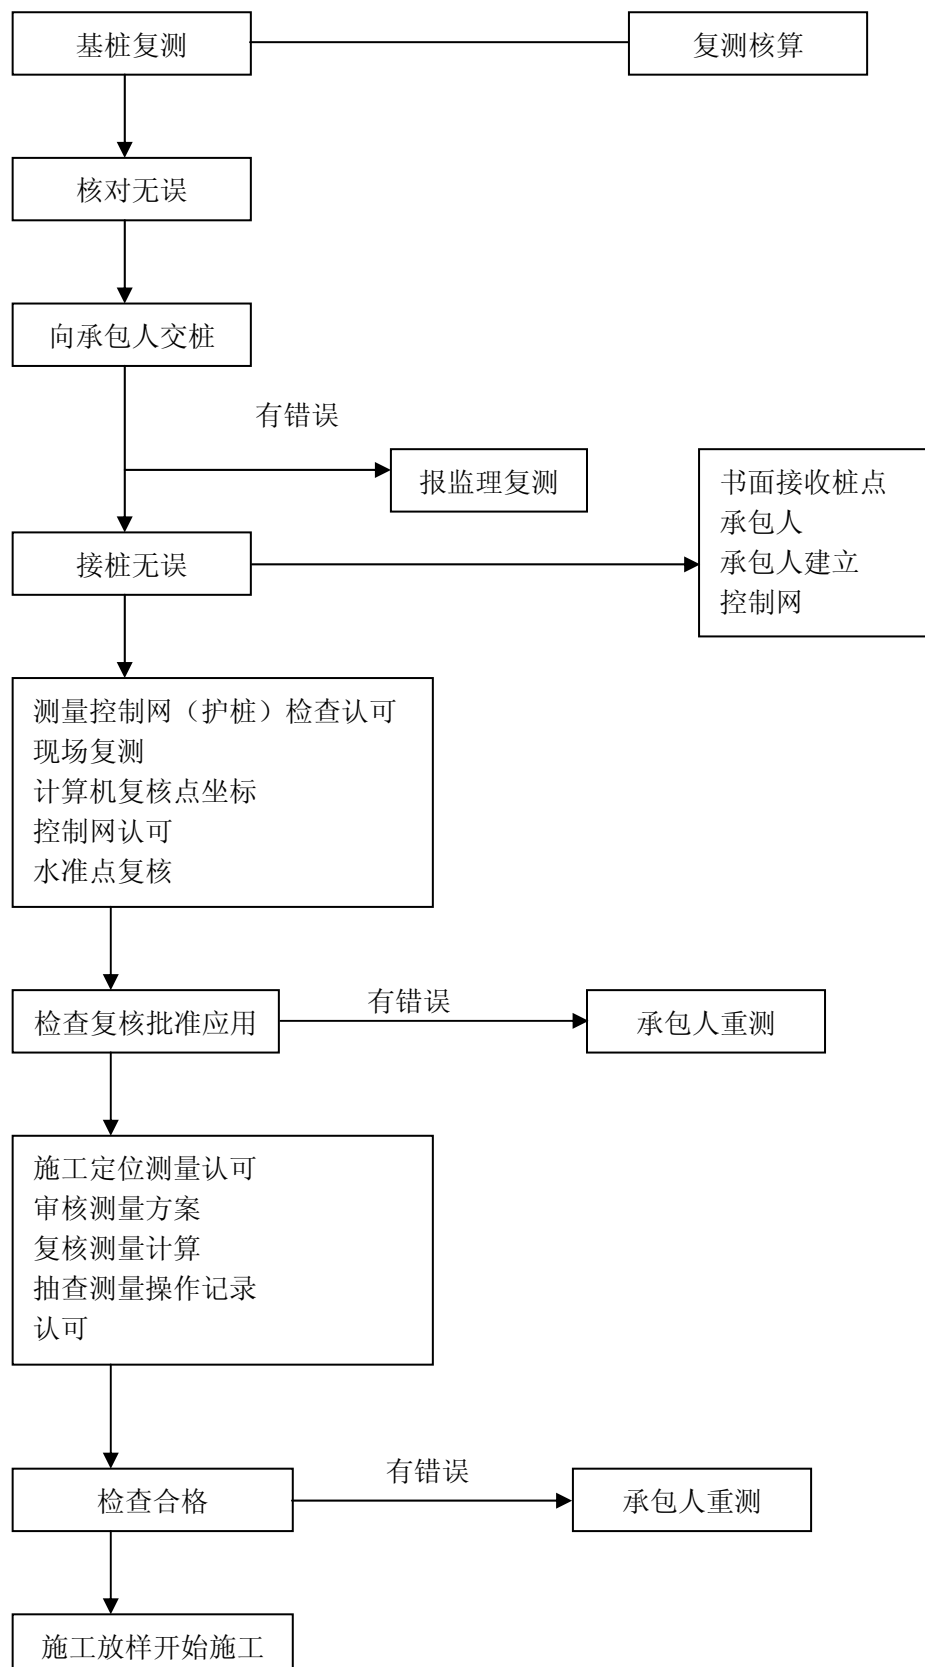 基桩复测
复测核算
核对无误
向承包人交桩
有错误
报监理复测
书面接收桩点
承包人
承包人建立
控制网
接桩无误
测量控制网（护桩）检查认可
现场复测
计算机复核点坐标
控制网认可
水准点复核
检查复核批准应用
有错误
承包人重测
施工定位测量认可
审核测量方案
复核测量计算
抽查测量操作记录
认可
检查合格
有错误
承包人重测
施工放样开始施工